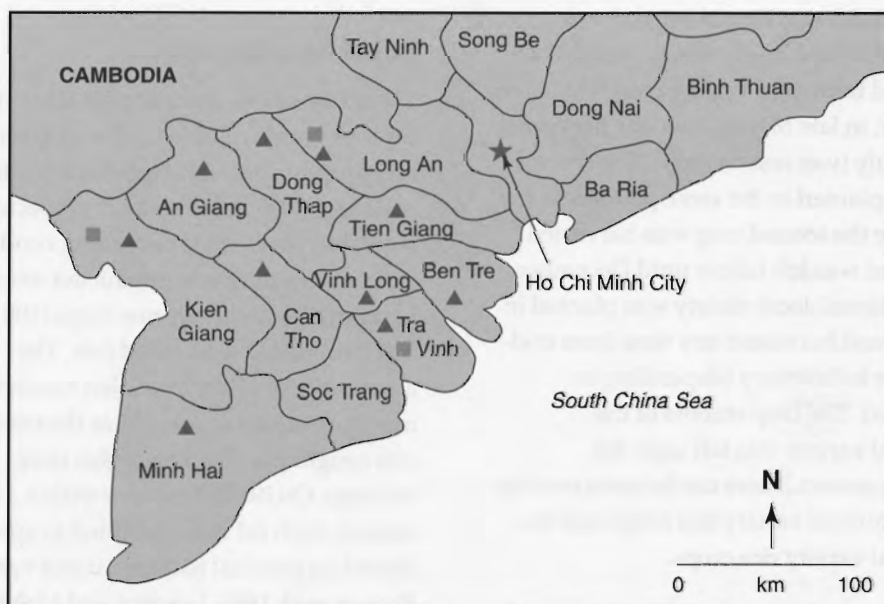 Tay Ninh
Song Be
CAMBODIA
Binh Thuan
Dong Nai
Long An
Dong
Thap
An Giang
Ba Ria
Tien Giang
Ben Tre
Vinh Long
Ho Chi Minh City
Kien
Giang
Can
Tho
Tra
Vinh
Soc Trang
South China Sea
Minh Hai
N
0 km 100